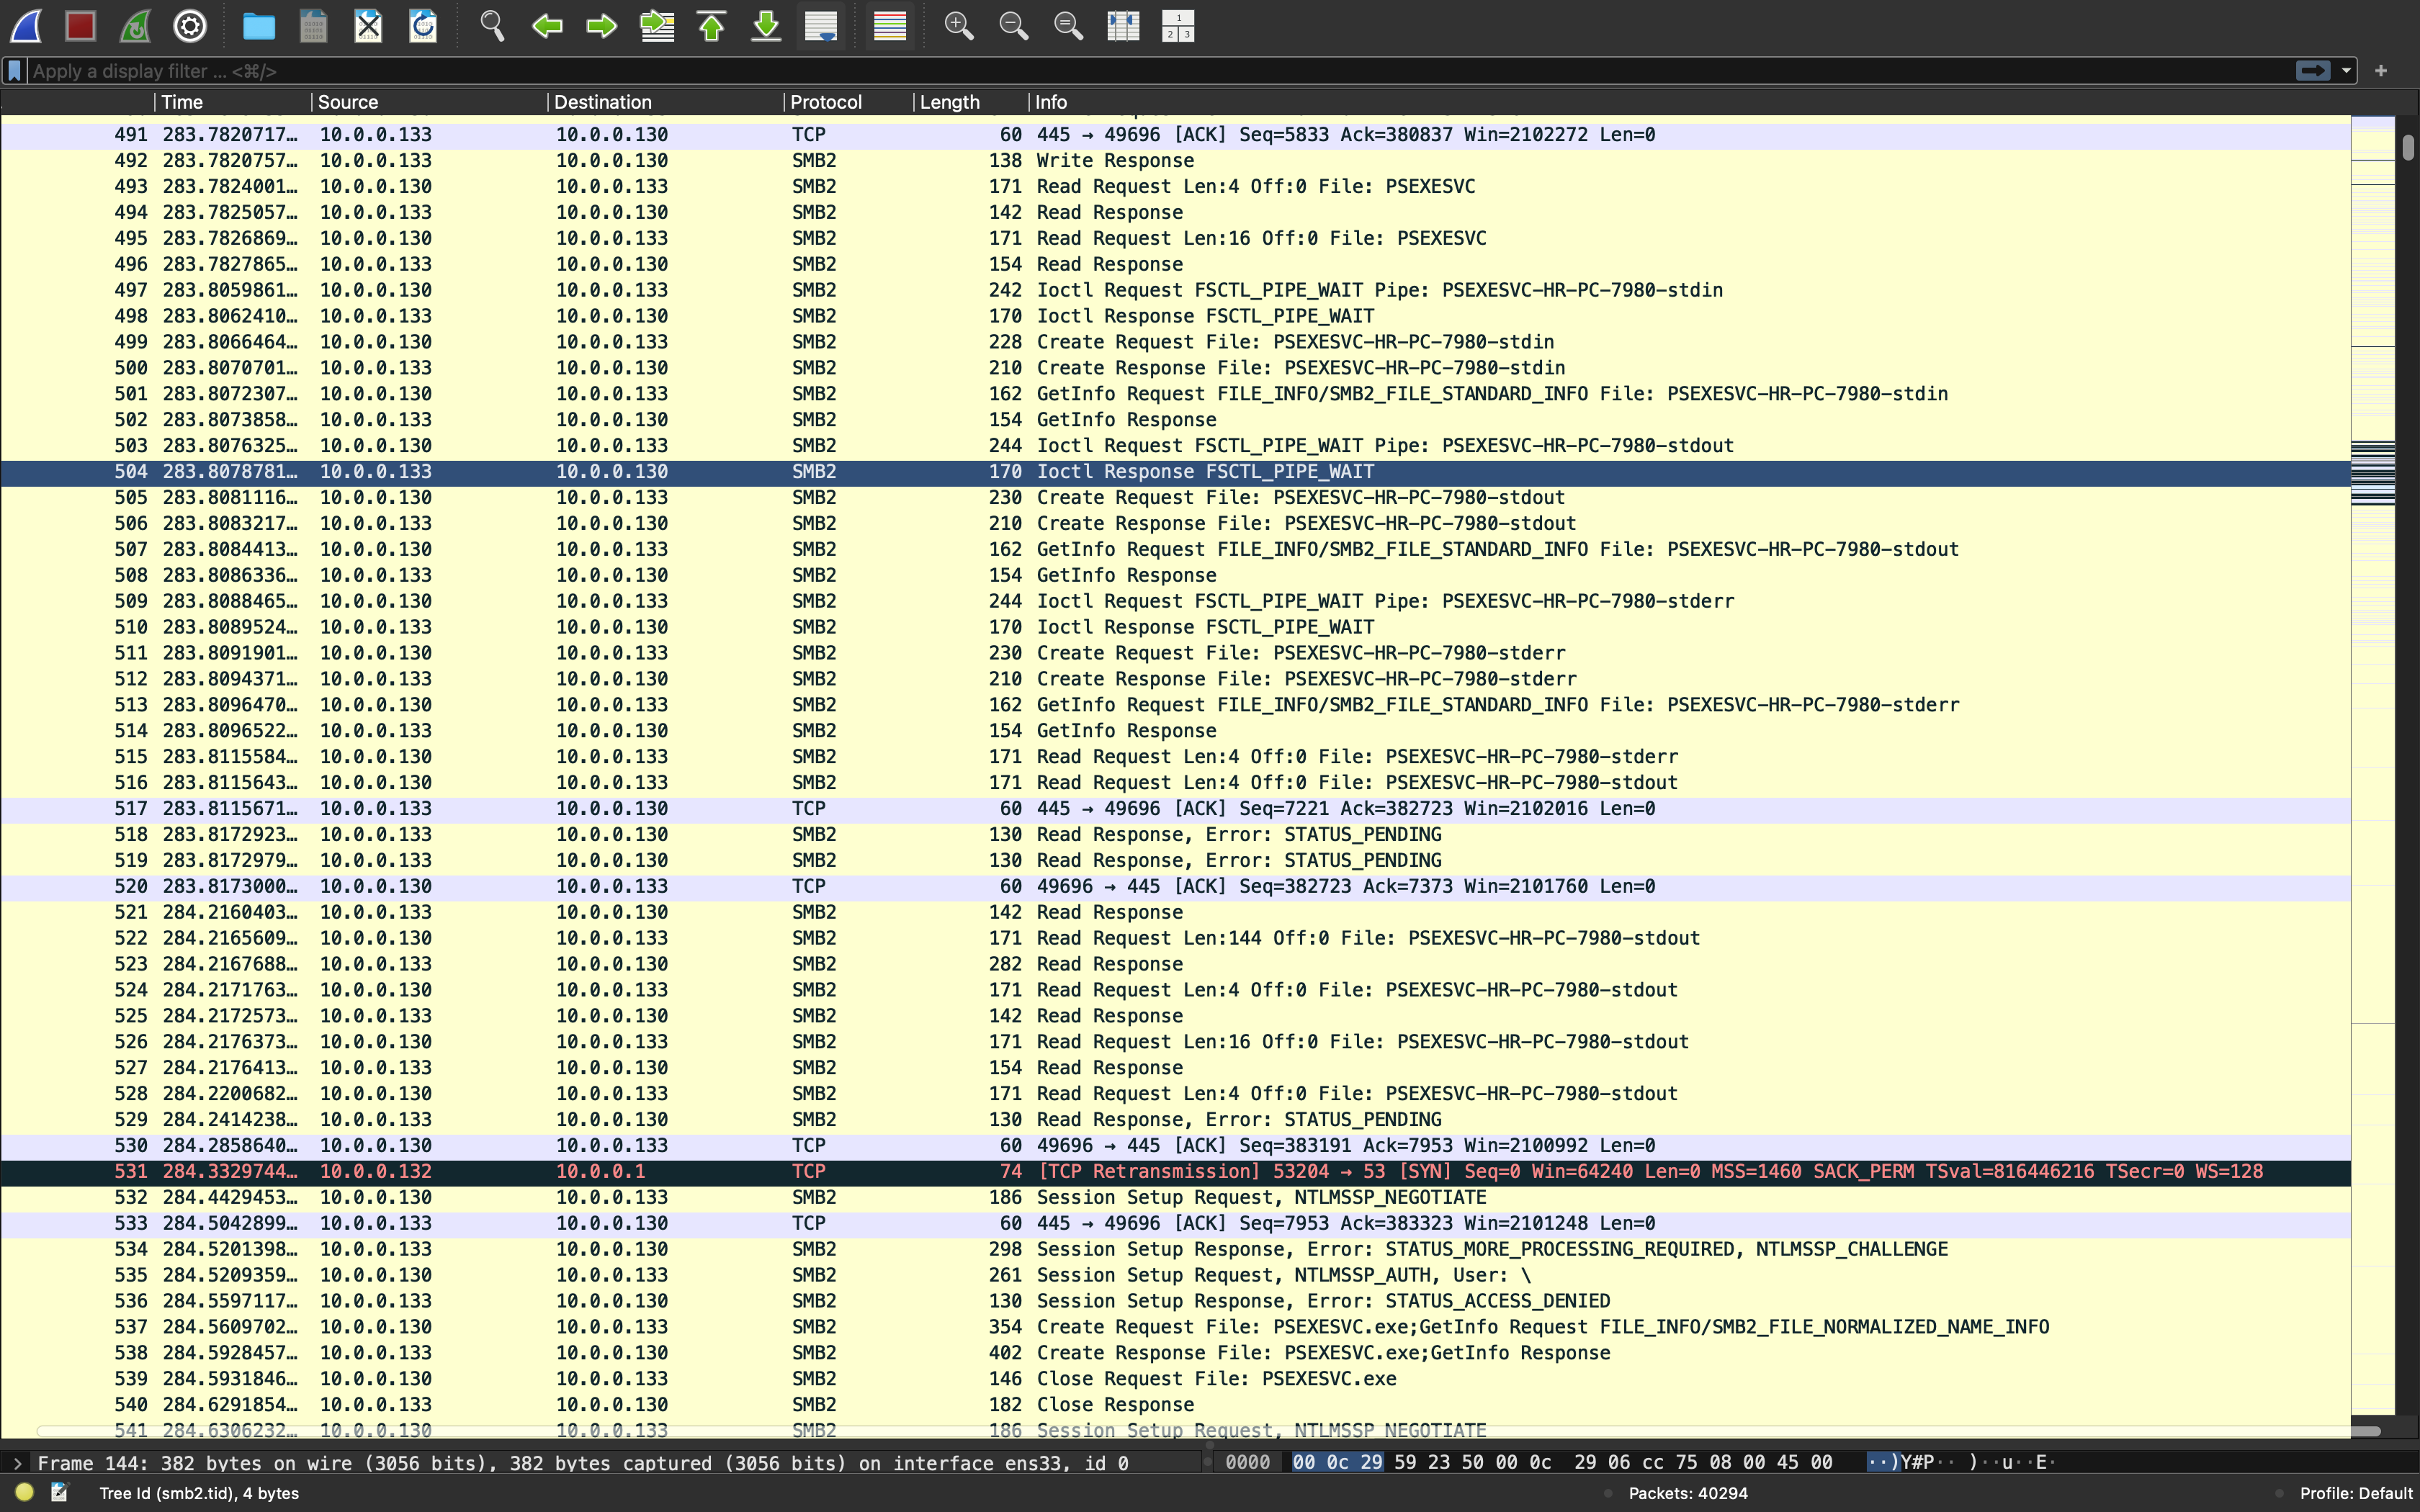 Apply a display filter ... <⌘/>
Time Source Destination Protocol Length Info
491 283.7820717… 10.0.0.133 10.0.0.130 TCP 60 445 → 49696 [ACK] Seq=5833 Ack=380837 Win=2102272 Len=0
492 283.7820757… 10.0.0.133 10.0.0.130 SMB2 138 Write Response
493 283.7824001… 10.0.0.130 10.0.0.133 SMB2 171 Read Request Len:4 Off:0 File: PSEXESVC
494 283.7825057… 10.0.0.133 10.0.0.130 SMB2 142 Read Response
495 283.7826869… 10.0.0.130 10.0.0.133 SMB2 171 Read Request Len:16 Off:0 File: PSEXESVC
496 283.7827865… 10.0.0.133 10.0.0.130 SMB2 154 Read Response
497 283.8059861… 10.0.0.130 10.0.0.133 SMB2 242 Ioctl Request FSCTL_PIPE_WAIT Pipe: PSEXESVC-HR-PC-7980-stdin
498 283.8062410… 10.0.0.133 10.0.0.130 SMB2 170 Ioctl Response FSCTL_PIPE_WAIT
499 283.8066464… 10.0.0.130 10.0.0.133 SMB2 228 Create Request File: PSEXESVC-HR-PC-7980-stdin
500 283.8070701… 10.0.0.133 10.0.0.130 SMB2 210 Create Response File: PSEXESVC-HR-PC-7980-stdin
501 283.8072307… 10.0.0.130 10.0.0.133 SMB2 162 GetInfo Request FILE_INFO/SMB2_FILE_STANDARD_INFO File: PSEXESVC-HR-PC-7980-stdin
502 283.8073858… 10.0.0.133 10.0.0.130 SMB2 154 GetInfo Response
503 283.8076325… 10.0.0.130 10.0.0.133 SMB2 244 Ioctl Request FSCTL_PIPE_WAIT Pipe: PSEXESVC-HR-PC-7980-stdout
504 283.8078781… 10.0.0.133 10.0.0.130 SMB2 170 Ioctl Response FSCTL_PIPE_WAIT
505 283.8081116… 10.0.0.130 10.0.0.133 SMB2 230 Create Request File: PSEXESVC-HR-PC-7980-stdout
506 283.8083217… 10.0.0.133 10.0.0.130 SMB2 210 Create Response File: PSEXESVC-HR-PC-7980-stdout
507 283.8084413… 10.0.0.130 10.0.0.133 SMB2 162 GetInfo Request FILE_INFO/SMB2_FILE_STANDARD_INFO File: PSEXESVC-HR-PC-7980-stdout
508 283.8086336… 10.0.0.133 10.0.0.130 SMB2 154 GetInfo Response
509 283.8088465… 10.0.0.130 10.0.0.133 SMB2 244 Ioctl Request FSCTL_PIPE_WAIT Pipe: PSEXESVC-HR-PC-7980-stderr
510 283.8089524… 10.0.0.133 10.0.0.130 SMB2 170 Ioctl Response FSCTL_PIPE_WAIT
511 283.8091901… 10.0.0.130 10.0.0.133 SMB2 230 Create Request File: PSEXESVC-HR-PC-7980-stderr
512 283.8094371… 10.0.0.133 10.0.0.130 SMB2 210 Create Response File: PSEXESVC-HR-PC-7980-stderr
513 283.8096470… 10.0.0.130 10.0.0.133 SMB2 162 GetInfo Request FILE_INFO/SMB2_FILE_STANDARD_INFO File: PSEXESVC-HR-PC-7980-stderr
514 283.8096522… 10.0.0.133 10.0.0.130 SMB2 154 GetInfo Response
515 283.8115584… 10.0.0.130 10.0.0.133 SMB2 171 Read Request Len:4 Off:0 File: PSEXESVC-HR-PC-7980-stderr
516 283.8115643… 10.0.0.130 10.0.0.133 SMB2 171 Read Request Len:4 Off:0 File: PSEXESVC-HR-PC-7980-stdout
517 283.8115671… 10.0.0.133 10.0.0.130 TCP 60 445 → 49696 [ACK] Seq=7221 Ack=382723 Win=2102016 Len=0
518 283.8172923… 10.0.0.133 10.0.0.130 SMB2 130 Read Response, Error: STATUS_PENDING
519 283.8172979… 10.0.0.133 10.0.0.130 SMB2 130 Read Response, Error: STATUS_PENDING
520 283.8173000… 10.0.0.130 10.0.0.133 TCP 60 49696 → 445 [ACK] Seq=382723 Ack=7373 Win=2101760 Len=0
521 284.2160403… 10.0.0.133 10.0.0.130 SMB2 142 Read Response
522 284.2165609… 10.0.0.130 10.0.0.133 SMB2 171 Read Request Len:144 Off:0 File: PSEXESVC-HR-PC-7980-stdout
523 284.2167688… 10.0.0.133 10.0.0.130 SMB2 282 Read Response
524 284.2171763… 10.0.0.130 10.0.0.133 SMB2 171 Read Request Len:4 Off:0 File: PSEXESVC-HR-PC-7980-stdout
525 284.2172573… 10.0.0.133 10.0.0.130 SMB2 142 Read Response
526 284.2176373… 10.0.0.130 10.0.0.133 SMB2 171 Read Request Len:16 Off:0 File: PSEXESVC-HR-PC-7980-stdout
527 284.2176413… 10.0.0.133 10.0.0.130 SMB2 154 Read Response
528 284.2200682… 10.0.0.130 10.0.0.133 SMB2 171 Read Request Len:4 Off:0 File: PSEXESVC-HR-PC-7980-stdout
529 284.2414238… 10.0.0.133 10.0.0.130 SMB2 130 Read Response, Error: STATUS_PENDING
530 284.2858640… 10.0.0.130 10.0.0.133 TCP 60 49696 → 445 [ACK] Seq=383191 Ack=7953 Win=2100992 Len=0
531 284.3329744… 10.0.0.132 10.0.0.1 TCP 74 [TCP Retransmission] 53204 → 53 [SYN] Seq=0 Win=64240 Len=0 MSS=1460 SACK_PERM TSval=816446216 TSecr=0 WS=128
532 284.4429453… 10.0.0.130 10.0.0.133 SMB2 186 Session Setup Request, NTLMSSP_NEGOTIATE
533 284.5042899… 10.0.0.133 10.0.0.130 TCP 60 445 → 49696 [ACK] Seq=7953 Ack=383323 Win=2101248 Len=0
534 284.5201398… 10.0.0.133 10.0.0.130 SMB2 298 Session Setup Response, Error: STATUS_MORE_PROCESSING_REQUIRED, NTLMSSP_CHALLENGE
535 284.5209359… 10.0.0.130 10.0.0.133 SMB2 261 Session Setup Request, NTLMSSP_AUTH, User: \
536 284.5597117… 10.0.0.133 10.0.0.130 SMB2 130 Session Setup Response, Error: STATUS_ACCESS_DENIED
537 284.5609702… 10.0.0.130 10.0.0.133 SMB2 354 Create Request File: PSEXESVC.exe;GetInfo Request FILE_INFO/SMB2_FILE_NORMALIZED_NAME_INFO
538 284.5928457… 10.0.0.133 10.0.0.130 SMB2 402 Create Response File: PSEXESVC.exe;GetInfo Response
539 284.5931846… 10.0.0.130 10.0.0.133 SMB2 146 Close Request File: PSEXESVC.exe
540 284.6291854… 10.0.0.133 10.0.0.130 SMB2 182 Close Response
541 284.6306232… 10.0.0.130 10.0.0.133 SMB2 186 Session Setup Request, NTLMSSP_NEGOTIATE
Frame 144: 382 bytes on wire (3056 bits), 382 bytes captured (3056 bits) on interface ens33, id 0
0000 00 0c 29 59 23 50 00 0c 29 06 cc 75 08 00 45 00 ··)Y#P·· )··u··E·
Tree Id (smb2.tid), 4 bytes
Packets: 40294
Profile: Default